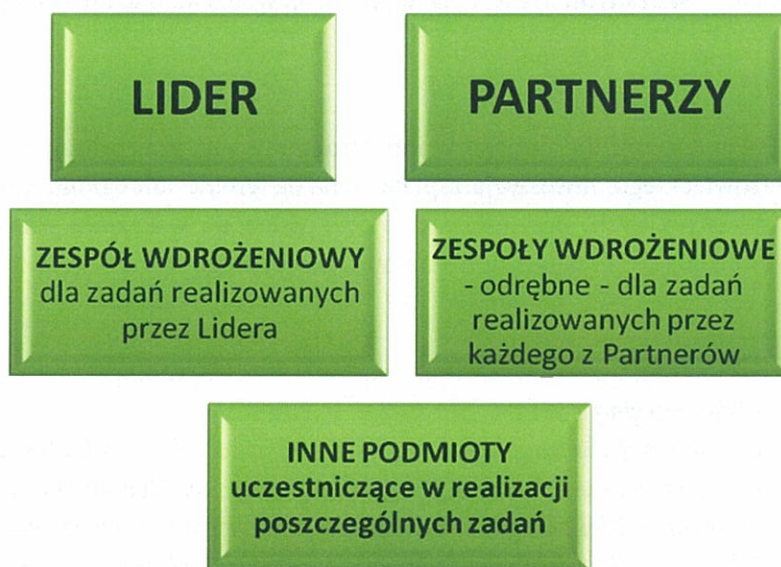 LIDER
PARTNERZY
ZESPÓŁ WDROŻENIOWY
dla zadań realizowanych
przez Lidera
ZESPOŁY WDROŻENIOWE
- odrębne - dla zadań
realizowanych przez
każdego z Partnerów
INNE PODMIOTY
uczestniczące w realizacji
poszczególnych zadań